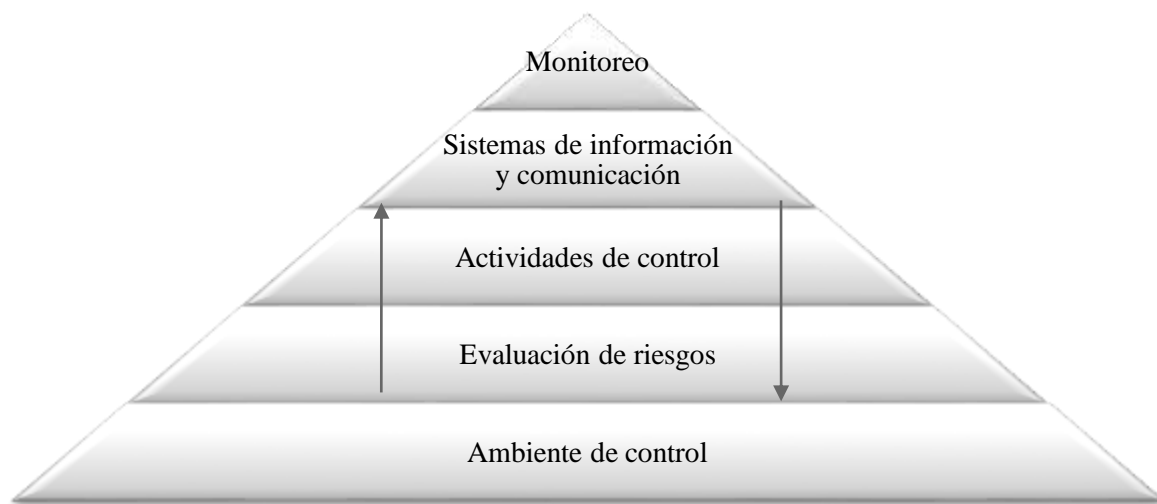 Monitoreo
Sistemas de información
y comunicación
Actividades de control
Evaluación de riesgos
Ambiente de control